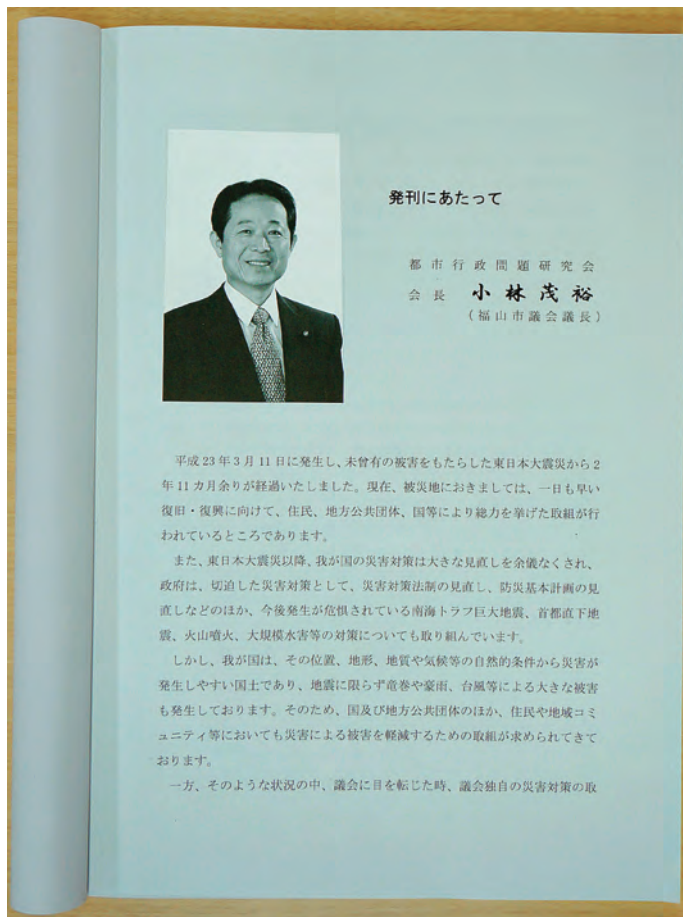 発刊にあたって
都市行政問題研究会
会長 小林茂裕
(福山市議会議長)
平成23年3月11日に発生し、未曾有の被害をもたらした東日本大震災から2
年11カ月余りが経過いたしました。現在、被災地におきましては、一日も早い
復旧・復興に向けて、住民、地方公共団体、国等により総力を挙げた取組が行
われているところであります。
また、東日本大震災以降、我が国の災害対策は大きな見直しを余儀なくされ、
政府は、切迫した災害対策として、災害対策法制の見直し、防災基本計画の見
直しなどのほか、今後発生が危惧されている南海トラフ巨大地震、首都直下地
震、火山噴火、大規模水害等の対策についても取り組んでいます。
しかし、我が国は、その位置、地形、地質や気候等の自然的条件から災害が
発生しやすい国土であり、地震に限らず竜巻や豪雨、台風等による大きな被害
も発生しております。そのため、国及び地方公共団体のほか、住民や地域コミ
ュニティ等においても災害による被害を軽減するための取組が求められてきて
おります。
一方、そのような状況の中、議会に目を転じた時、議会独自の災害対策の取